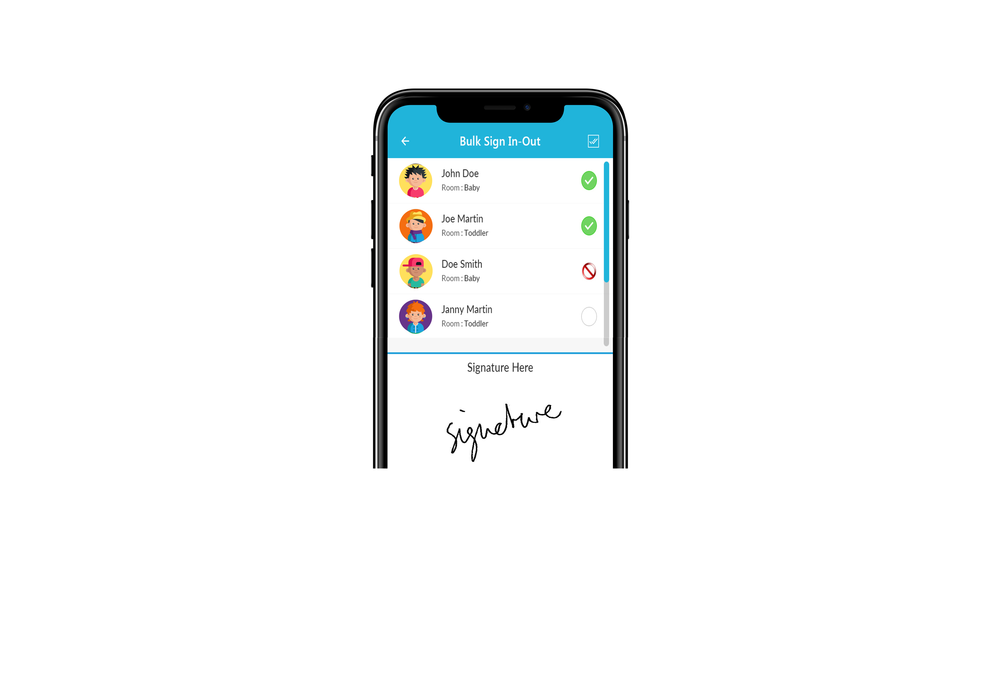 Bulk Sign In-Out
John Doe
Room : Baby
Joe Martin
Room : Toddler
Doe Smith
Room : Baby
Janny Martin
Room : Toddler
Signature Here
signature